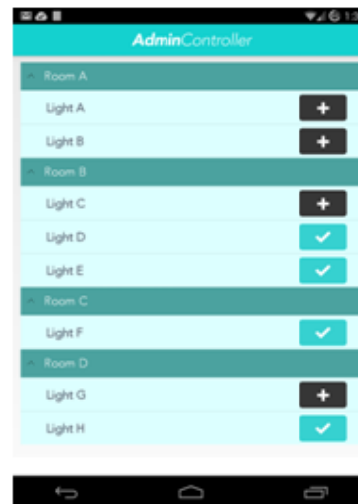 AdminController
Room A
Light A
Light B
Room B
Light C
Light D
Light E
Room C
Light F
Room D
Light G
Light H